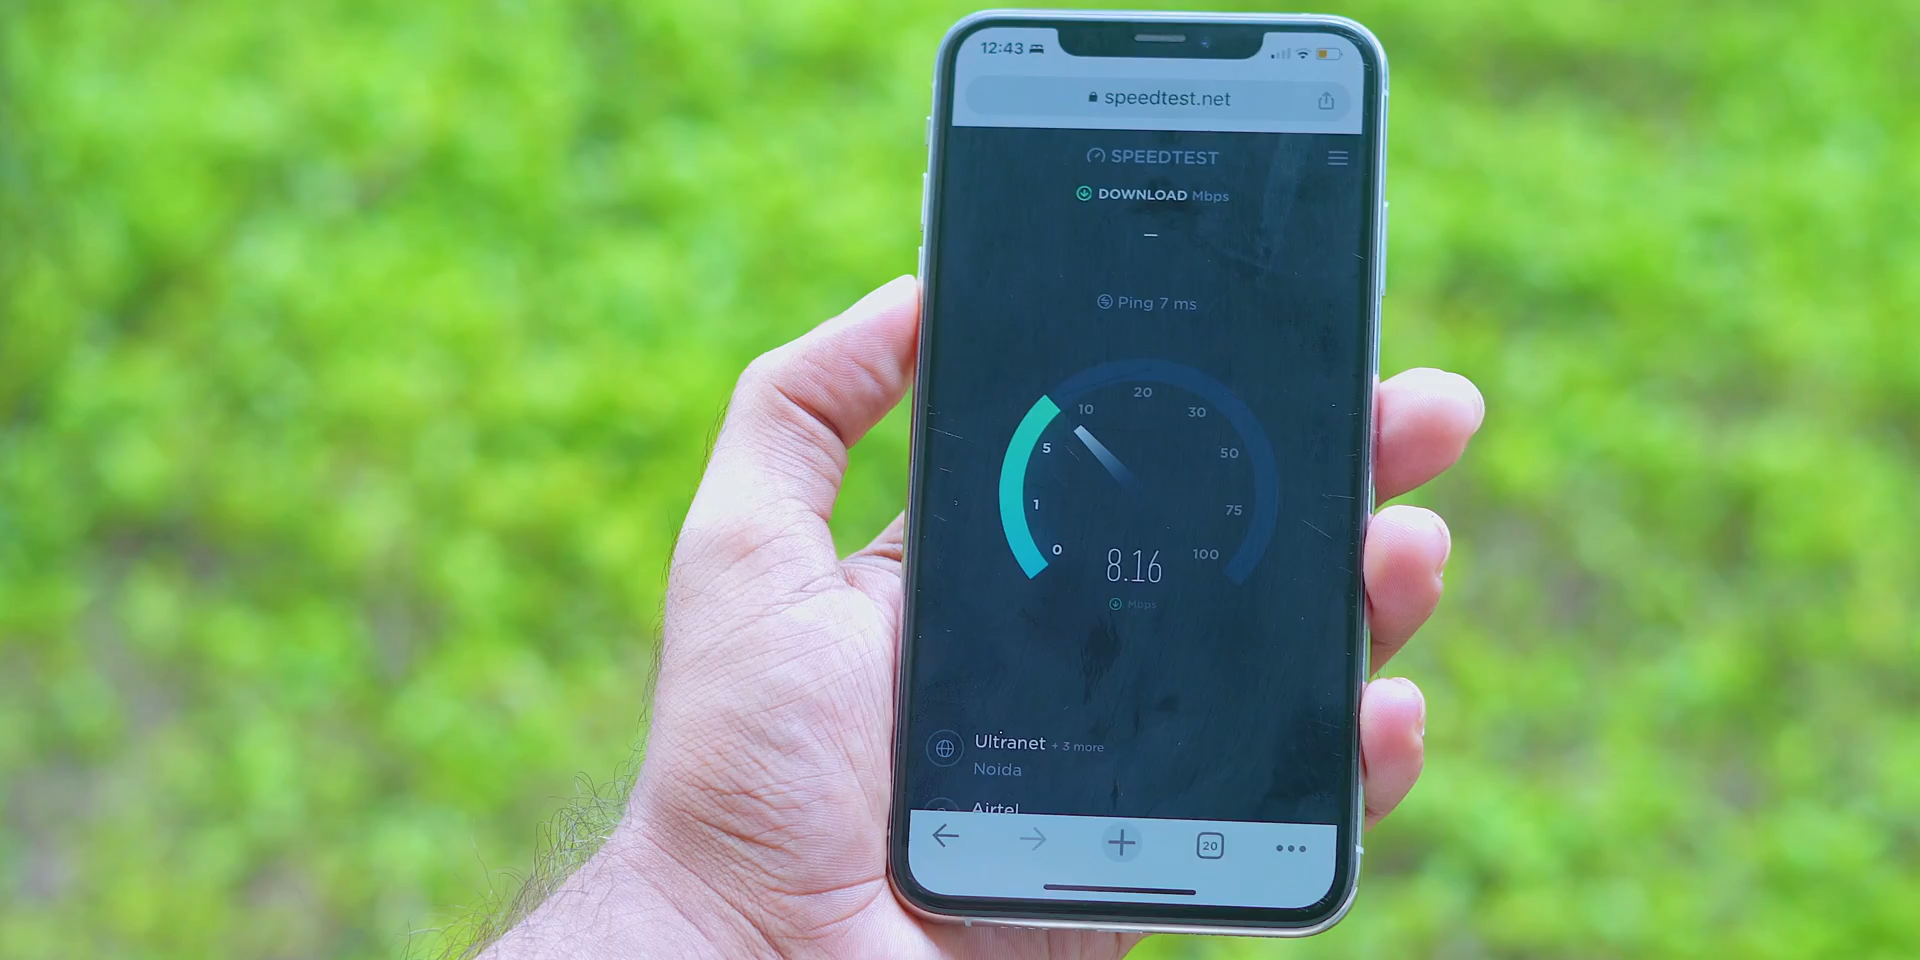 12:43
speedtest.net
SPEEDTEST
DOWNLOAD Mbps
—
Ping 7 ms
20
10
30
5
50
1
75
0
100
8.16
Mbps
Ultranet + 3 more
Noida
Airtel
20